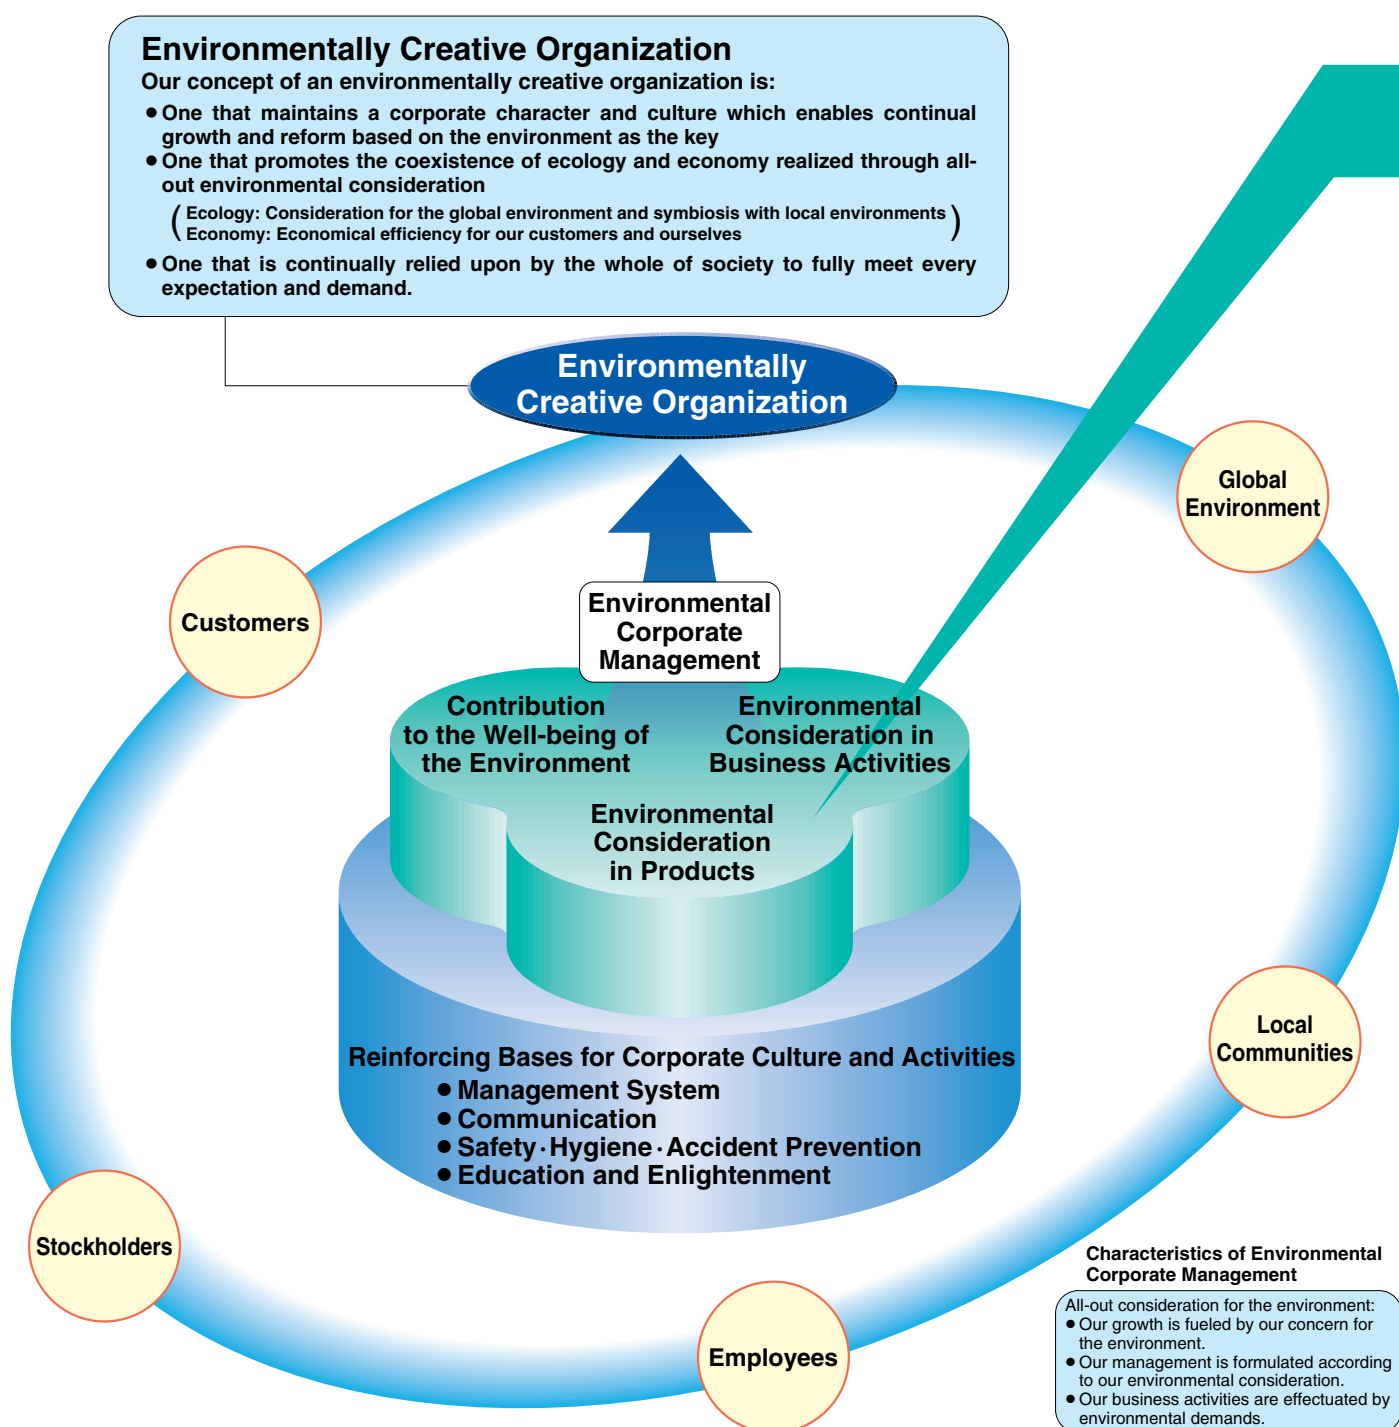 Environmentally Creative Organization
Our concept of an environmentally creative organization is:
● One that maintains a corporate character and culture which enables continual
growth and reform based on the environment as the key
● One that promotes the coexistence of ecology and economy realized through all-
out environmental consideration
(Ecology: Consideration for the global environment and symbiosis with local environments
Economy: Economical efficiency for our customers and ourselves)
● One that is continually relied upon by the whole of society to fully meet every
expectation and demand.
Environmentally
Creative Organization
Global
Environment
Customers
Environmental
Corporate
Management
Contribution
to the Well-being of
the Environment
Environmental
Consideration in
Business Activities
Environmental
Consideration
in Products
Local
Communities
Reinforcing Bases for Corporate Culture and Activities
● Management System
● Communication
● Safety·Hygiene·Accident Prevention
● Education and Enlightenment
Stockholders
Employees
Characteristics of Environmental
Corporate Management
All-out consideration for the environment:
● Our growth is fueled by our concern for
the environment.
● Our management is formulated according
to our environmental consideration.
● Our business activities are effectuated by
environmental demands.